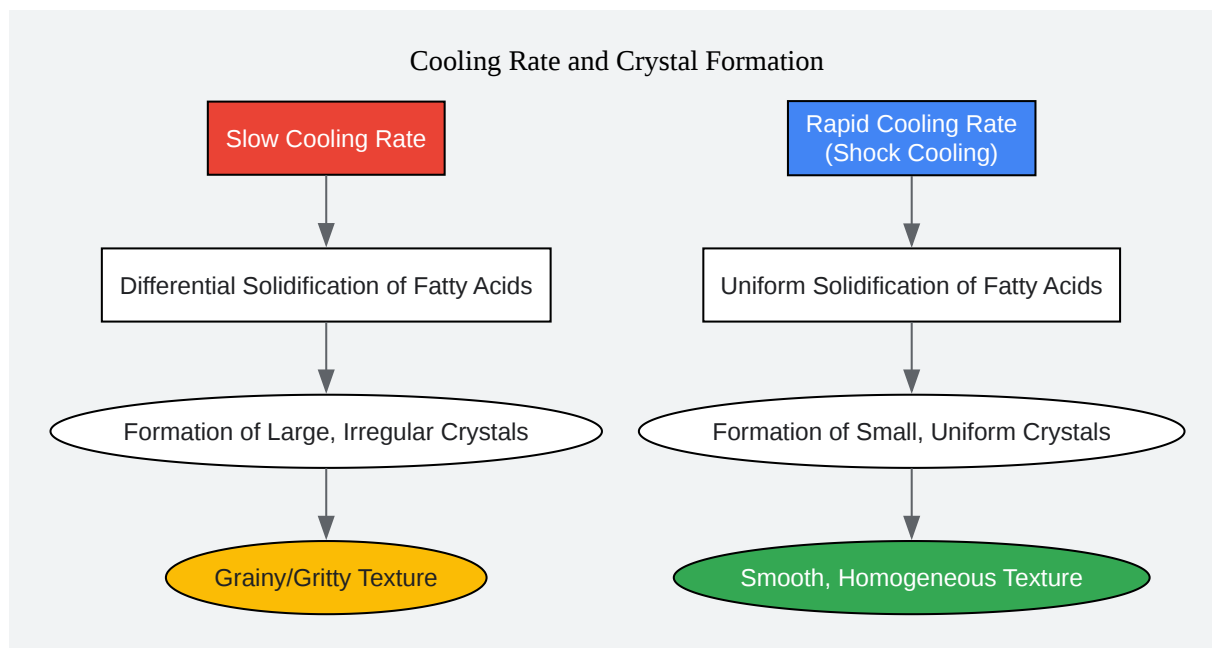 Cooling Rate and Crystal Formation
Slow Cooling Rate
Differential Solidification of Fatty Acids
Formation of Large, Irregular Crystals
Grainy/Gritty Texture
Rapid Cooling Rate
(Shock Cooling)
Uniform Solidification of Fatty Acids
Formation of Small, Uniform Crystals
Smooth, Homogeneous Texture